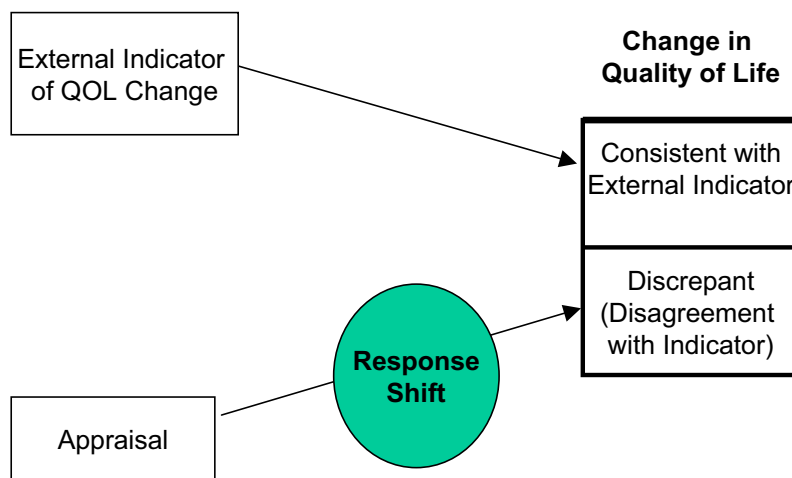 External Indicator
of QOL Change
Change in
Quality of Life
Consistent with
External Indicator
Discrepant
(Disagreement
with Indicator)
Response
Shift
Appraisal